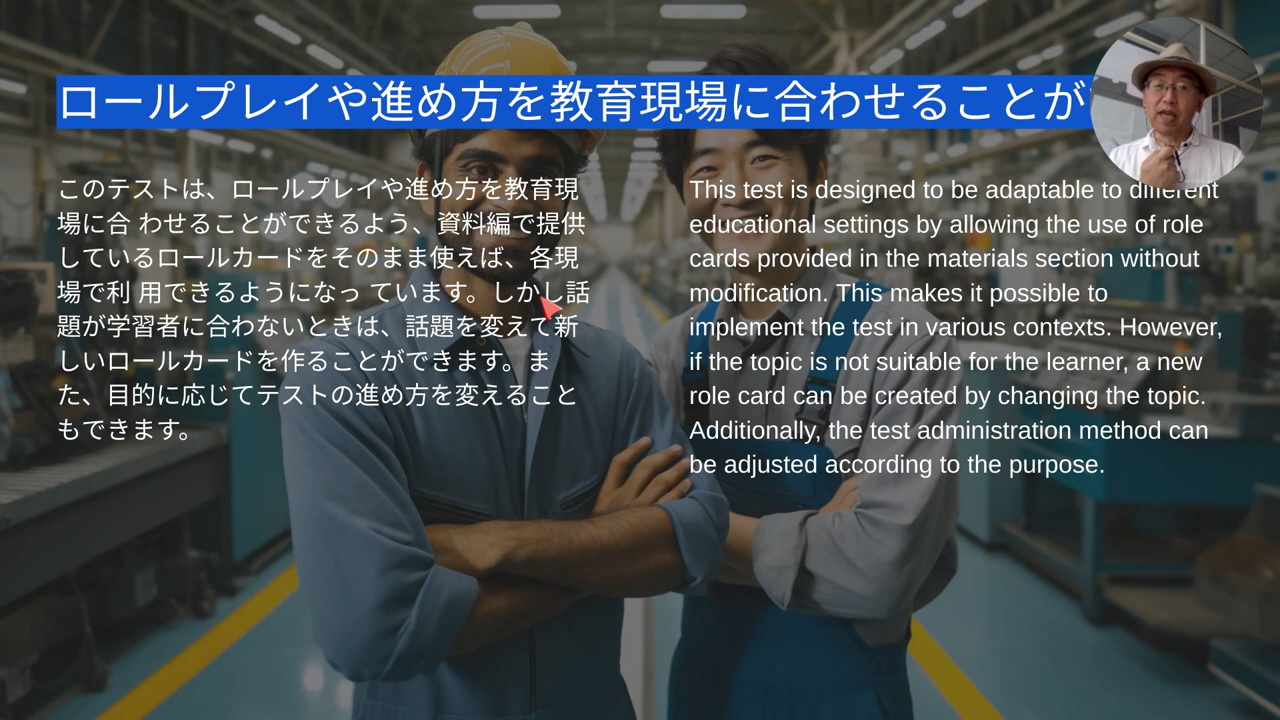 ロールプレイや進め方を教育現場に合わせることが
このテストは、ロールプレイや進め方を教育現
場に合 わせることができるよう、資料編で提供
しているロールカードをそのまま使えば、各現
場で利 用できるようになっ ています。しかし話
題が学習者に合わないときは、話題を変えて新
しいロールカードを作ることができます。ま
た、目的に応じてテストの進め方を変えること
もできます。
This test is designed to be adaptable to different
educational settings by allowing the use of role
cards provided in the materials section without
modification. This makes it possible to
implement the test in various contexts. However,
if the topic is not suitable for the learner, a new
role card can be created by changing the topic.
Additionally, the test administration method can
be adjusted according to the purpose.